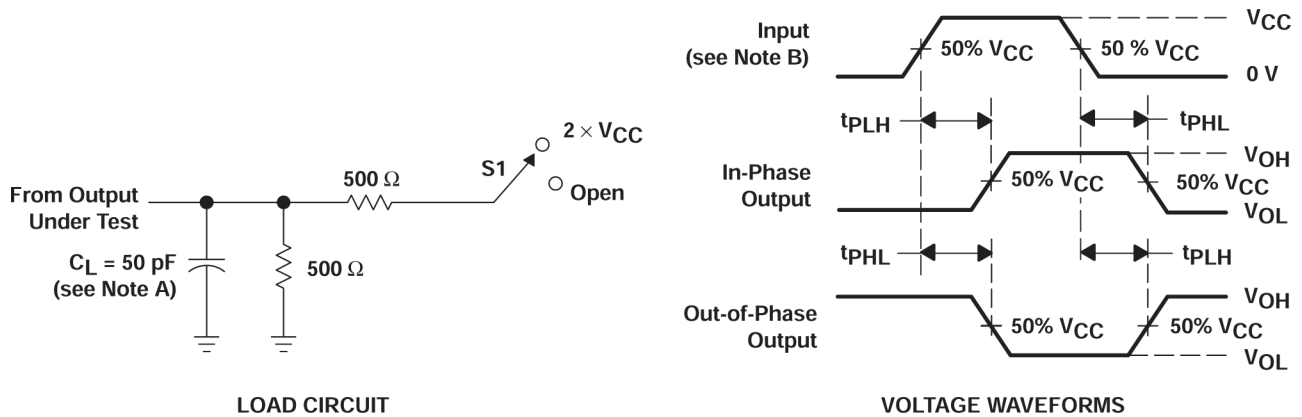 From Output
Under Test
CL = 50 pF
(see Note A)
500 Ω
500 Ω
S1
2 × VCC
Open
LOAD CIRCUIT
Input
(see Note B)
50% VCC
50 % VCC
VCC
0 V
tPLH
tPHL
In-Phase
Output
50% VCC
50% VCC
VOH
VOL
tPHL
tPLH
Out-of-Phase
Output
50% VCC
50% VCC
VOH
VOL
VOLTAGE WAVEFORMS